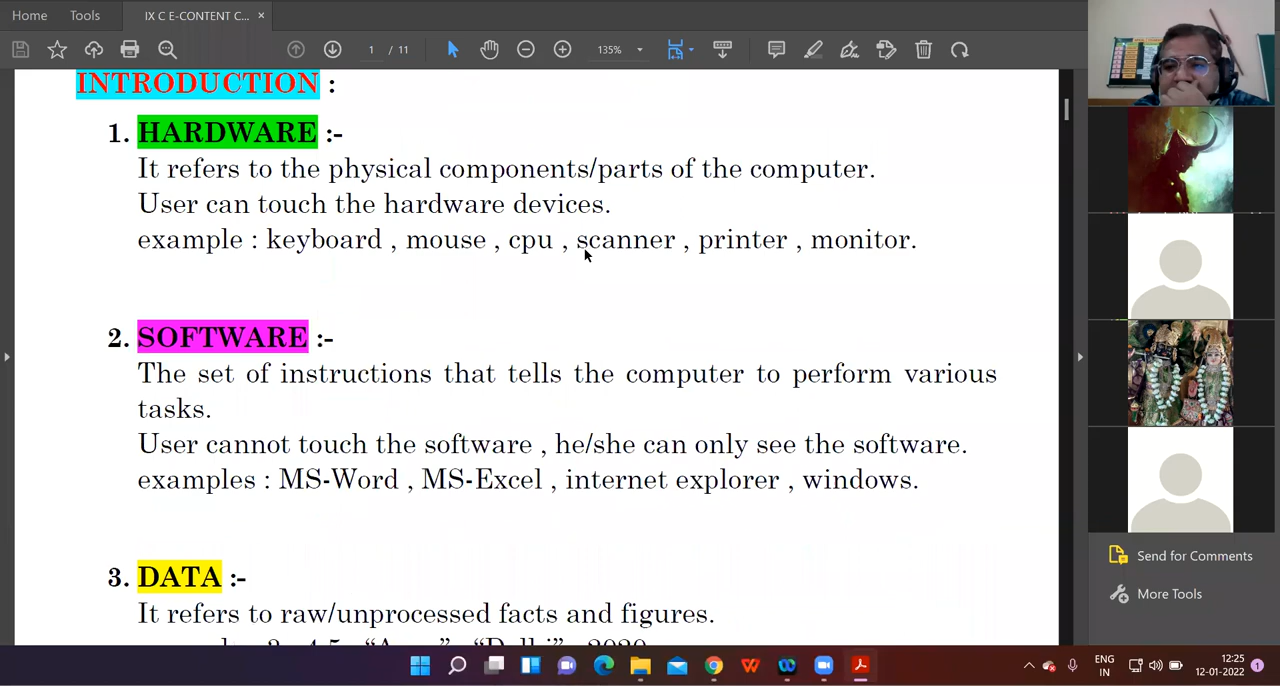 Home Tools IX C E-CONTENT C... ×
1 / 11 135%
INTRODUCTION :
1. HARDWARE :-
It refers to the physical components/parts of the computer.
User can touch the hardware devices.
example : keyboard , mouse , cpu , scanner , printer , monitor.
2. SOFTWARE :-
The set of instructions that tells the computer to perform various
tasks.
User cannot touch the software , he/she can only see the software.
examples : MS-Word , MS-Excel , internet explorer , windows.
3. DATA :-
It refers to raw/unprocessed facts and figures.
Send for Comments
More Tools
ENG
IN
12:25
12-01-2022
1